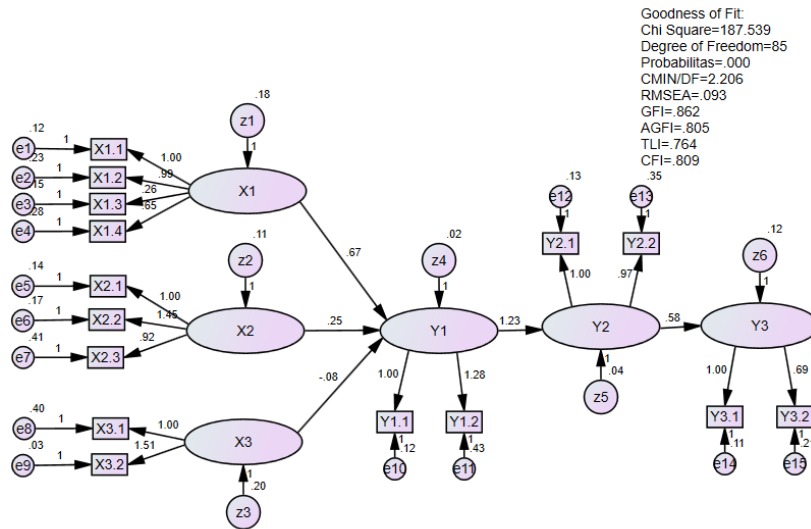 Goodness of Fit:
Chi Square=187.539
Degree of Freedom=85
Probabilitas=.000
CMIN/DF=2.206
RMSEA=.093
GFI=.862
AGFI=.805
TLI=.764
CFI=.809
.18
z1
1
.12
e1
1
X1.1
1.00
.23
e2
1
X1.2
.99
.15
e3
1
X1.3
.26
.28
e4
1
X1.4
.65
X1
.67
.11
z2
1
.14
e5
1
X2.1
1.00
.17
e6
1
X2.2
1.45
.41
e7
1
X2.3
.92
X2
.25
.40
e8
1
X3.1
1.00
.03
e9
1
X3.2
1.51
X3
-.08
1
.20
z3
.02
z4
1
Y1
1.23
1.00
1.28
Y1.1
Y1.2
1
.12
1
.43
e10
e11
.13
.35
e12
e13
1
1
Y2.1
Y2.2
1.00
.97
Y2
.58
1
.04
z5
.12
z6
1
Y3
1.00
.69
Y3.1
Y3.2
1
.11
1
e14
e15